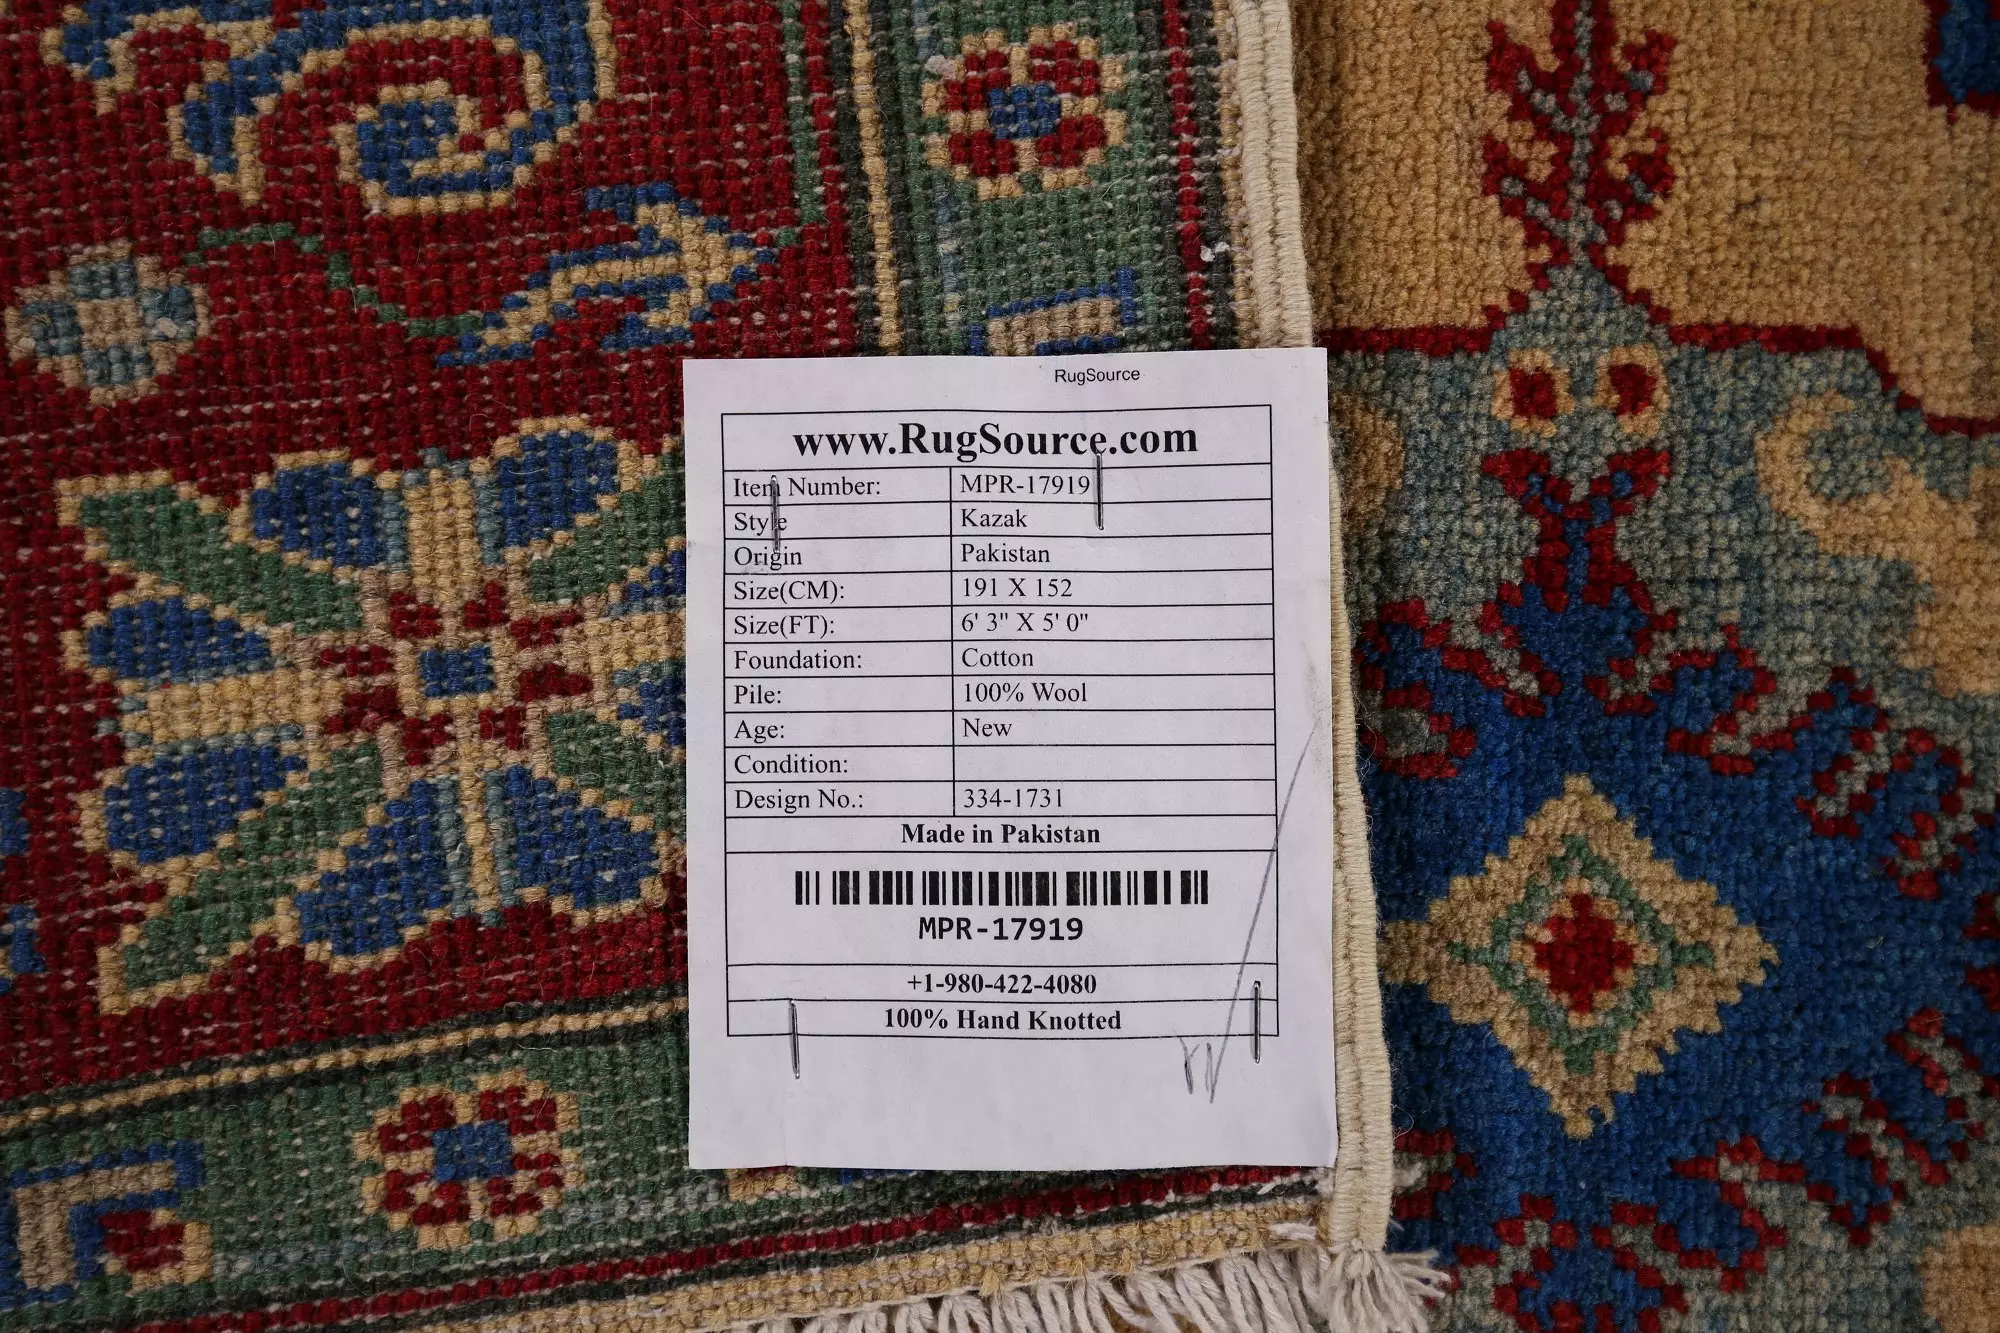 RugSource
www.RugSource.com
Item Number: MPR-17919
Style Kazak
Origin Pakistan
Size(CM): 191 X 152
Size(FT): 6' 3" X 5' 0"
Foundation: Cotton
Pile: 100% Wool
Age: New
Condition:
Design No.: 334-1731
Made in Pakistan
MPR-17919
+1-980-422-4080
100% Hand Knotted